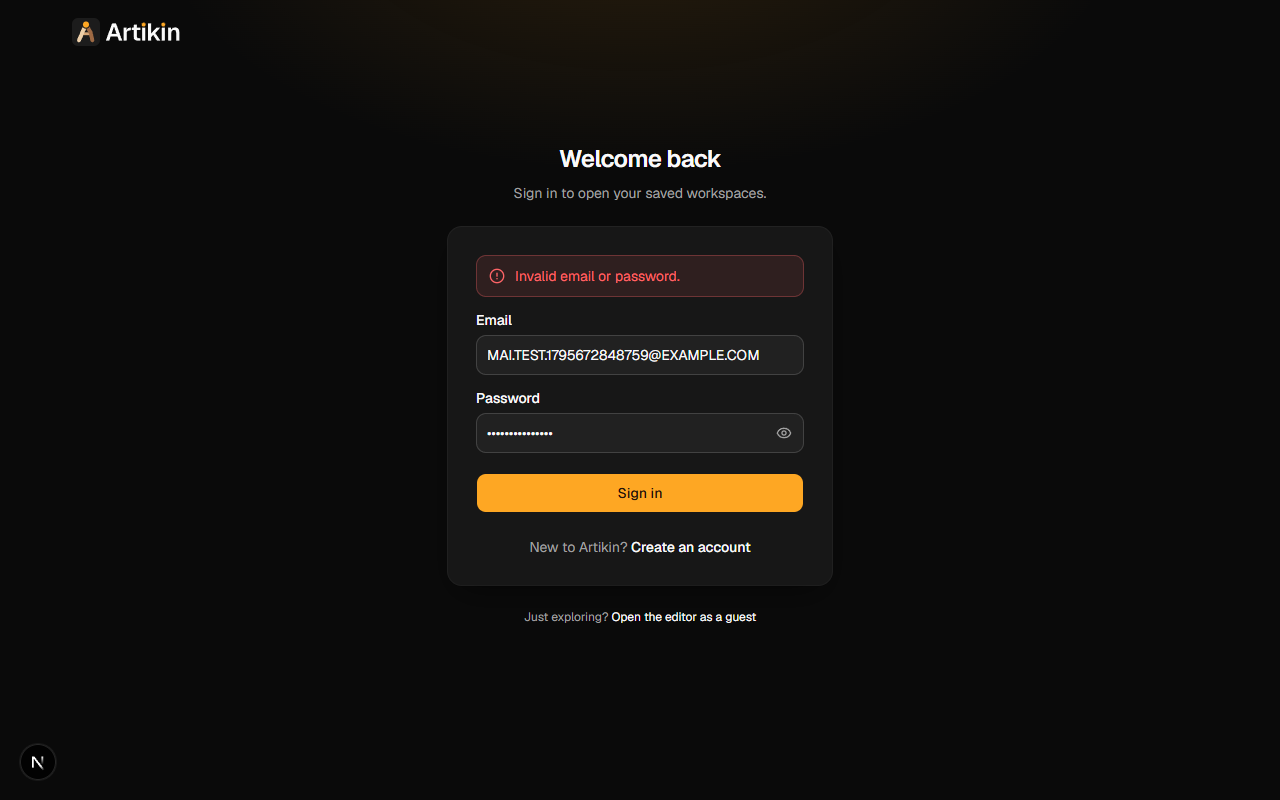 Artikin
Welcome back
Sign in to open your saved workspaces.
Invalid email or password.
Email
MAI.TEST.1795672848759@EXAMPLE.COM
Password
•••••••••••••••
Sign in
New to Artikin? Create an account
Just exploring? Open the editor as a guest
N